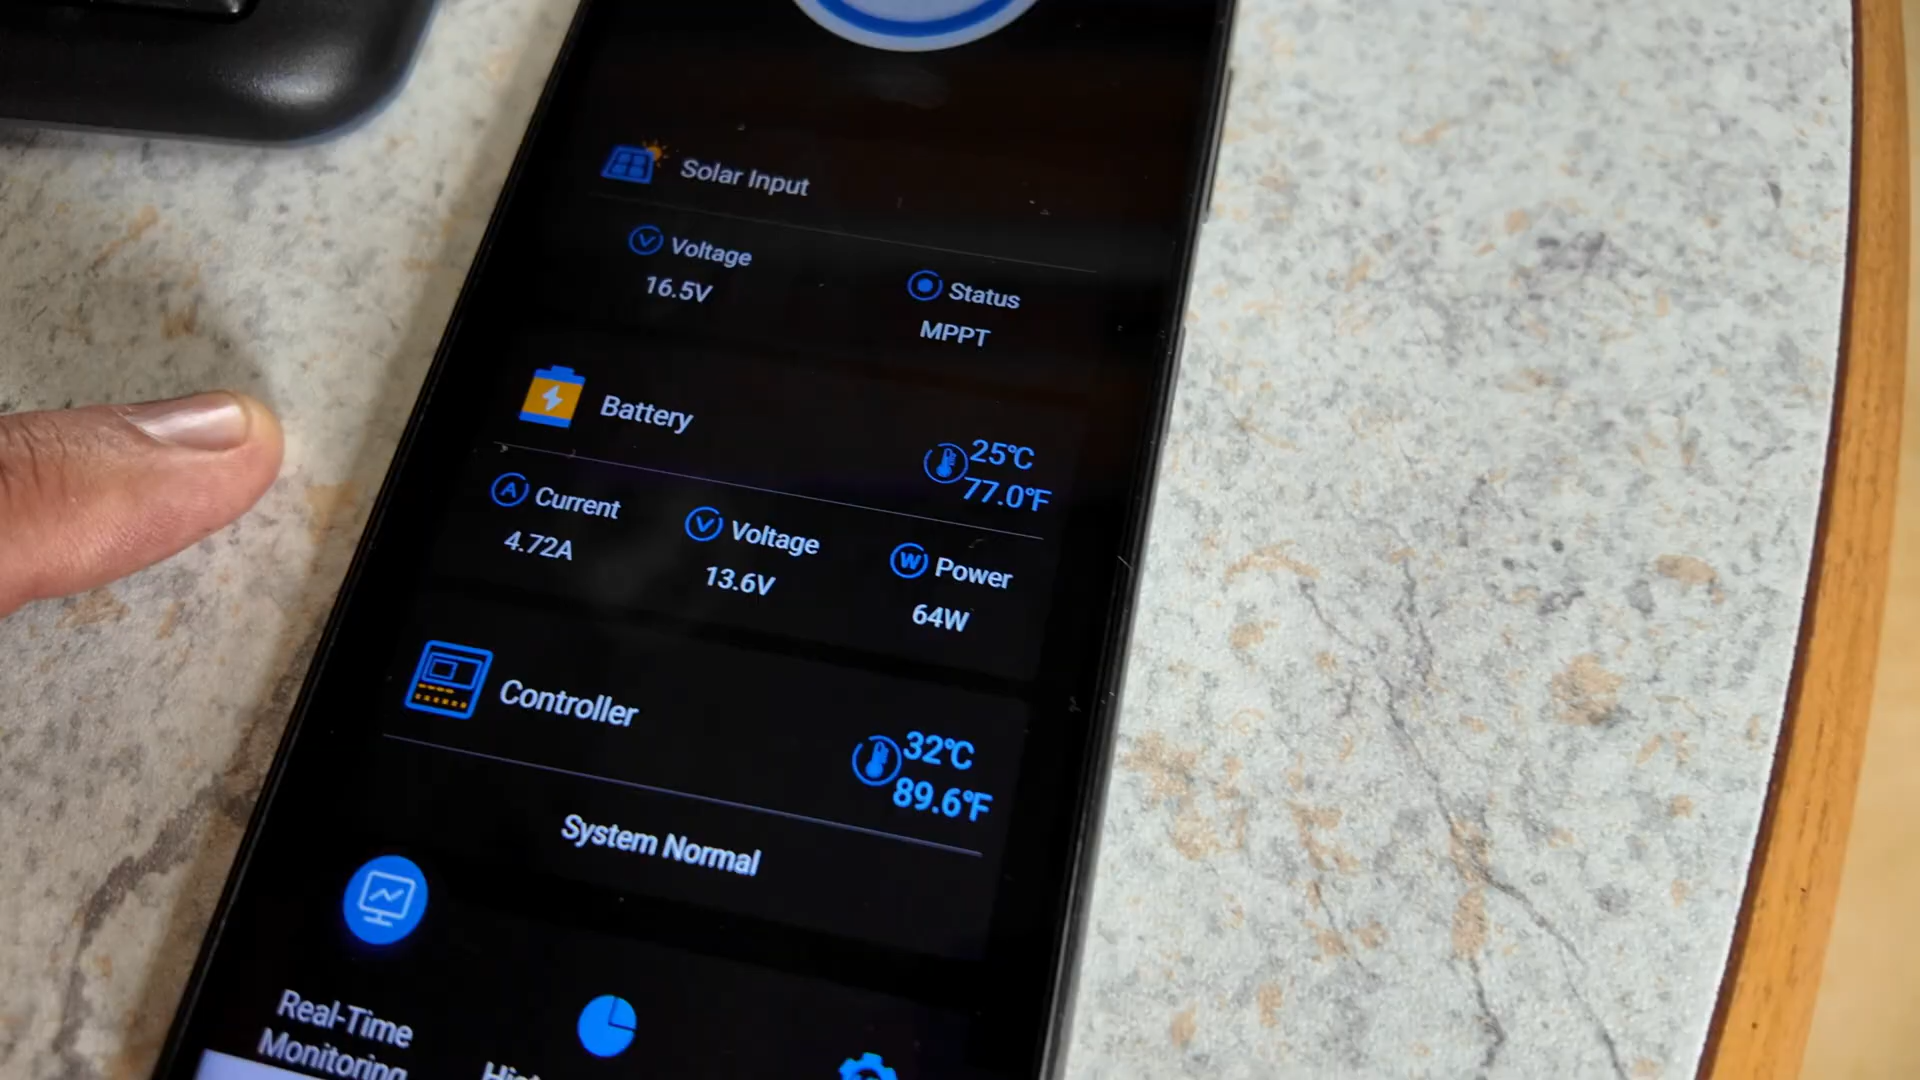 Solar Input
Voltage
16.5V
Status
MPPT
Battery
25℃
77.0℉
A Current
4.72A
V Voltage
13.6V
W Power
64W
Controller
32℃
89.6℉
System Normal
Real-Time
Monitoring